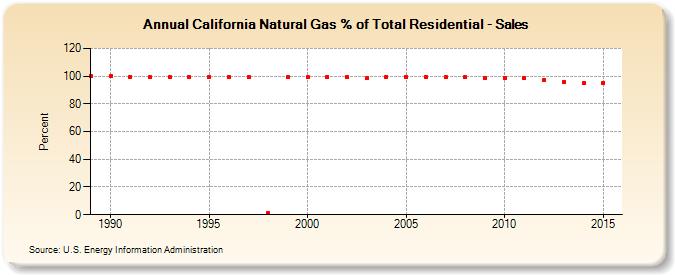 Annual California Natural Gas % of Total Residential - Sales
120
100
80
60
40
20
0
Percent
1990 1995 2000 2005 2010 2015
Source: U.S. Energy Information Administration